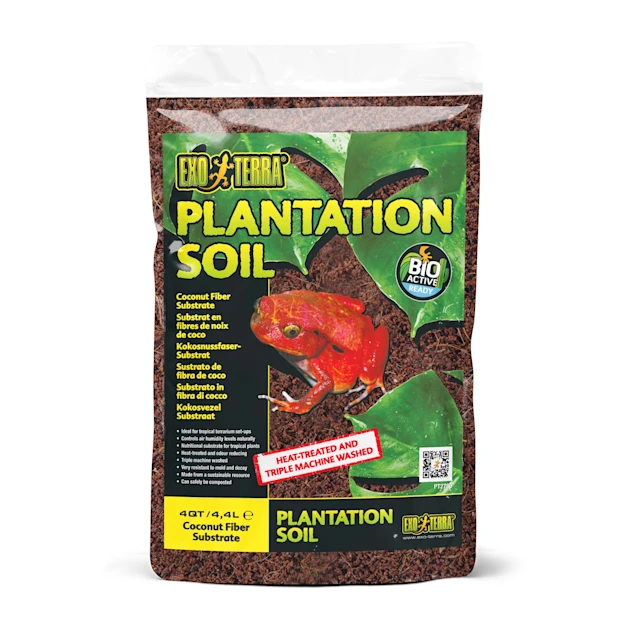 EXO TERRA®
PLANTATION
SOIL
BIO
ACTIVE
READY
Coconut Fiber
Substrate
Substrat en
fibres de noix
de coco
Kokosnussfaser-
Substrat
Sustrato de
fibra de coco
Substrato in
fibra di cocco
Kokosvezel
Substraat
• Ideal for tropical terrarium set-ups
• Controls air humidity levels naturally
• Nutritional substrate for tropical plants
• Heat-treated and odour reducing
• Triple machine washed
• Very resistant to mold and decay
• Made from a sustainable resource
• Can safely be composted
HEAT-TREATED AND
TRIPLE MACHINE WASHED
4QT/4,4L ℮
Coconut Fiber
Substrate
PLANTATION
SOIL
EXO TERRA®
www.exo-terra.com